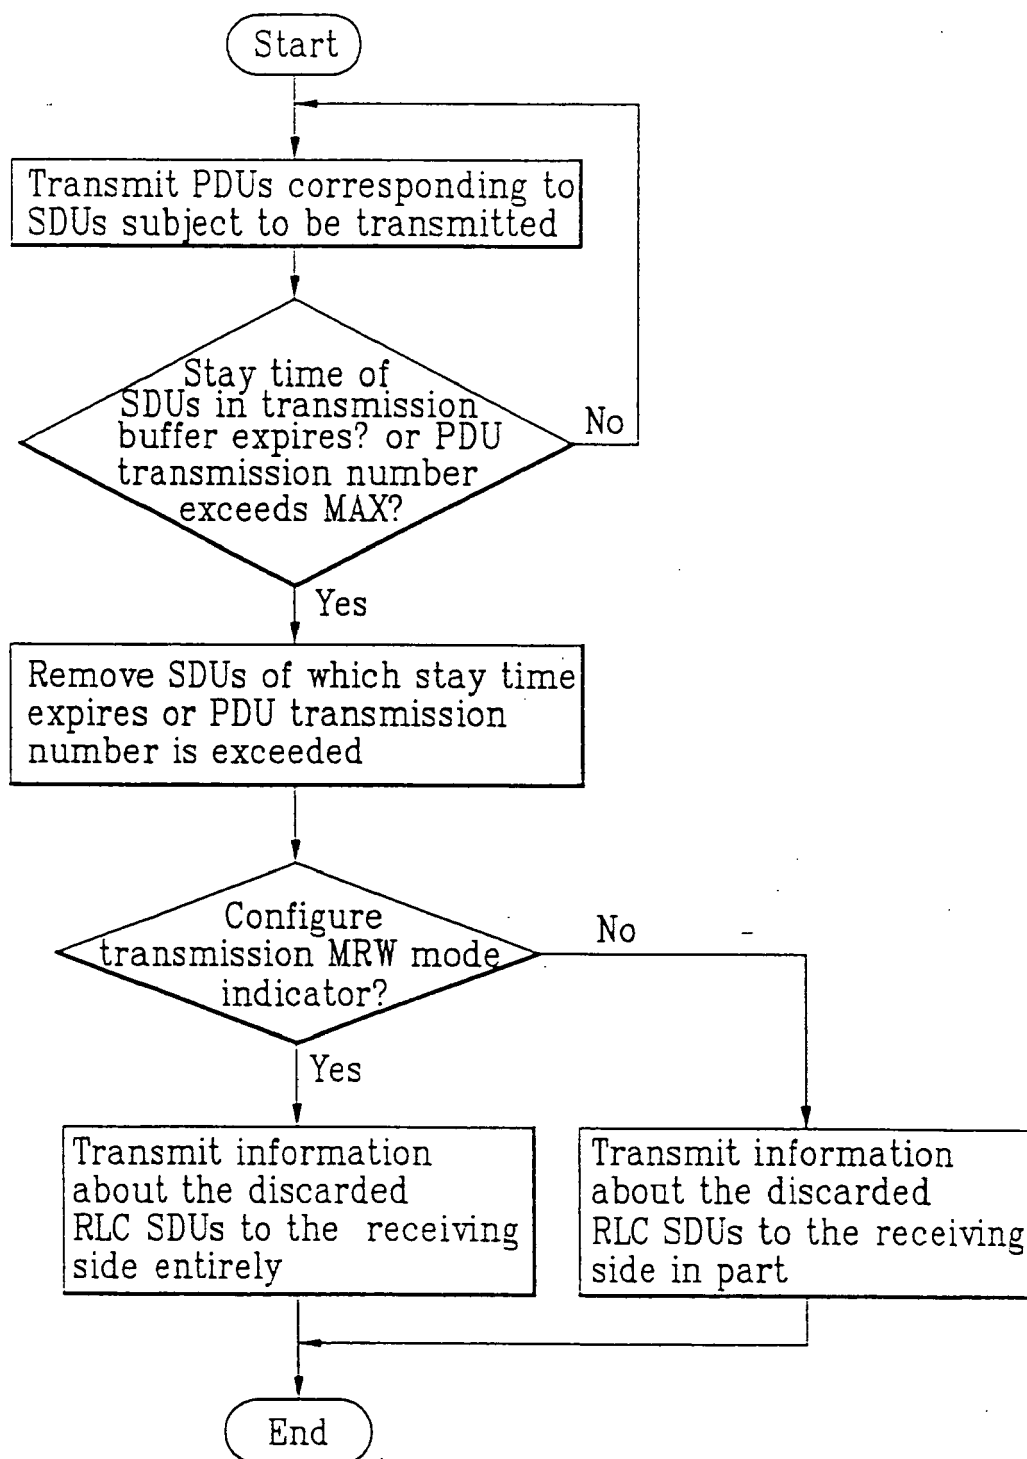 Start
Transmit PDUs corresponding to
SDUs subject to be transmitted
Stay time of
SDUs in transmission
buffer expires? or PDU
transmission number
exceeds MAX?
No
Yes
Remove SDUs of which stay time
expires or PDU transmission
number is exceeded
Configure
transmission MRW mode
indicator?
No
Yes
Transmit information
about the discarded
RLC SDUs to the receiving
side entirely
Transmit information
about the discarded
RLC SDUs to the receiving
side in part
End